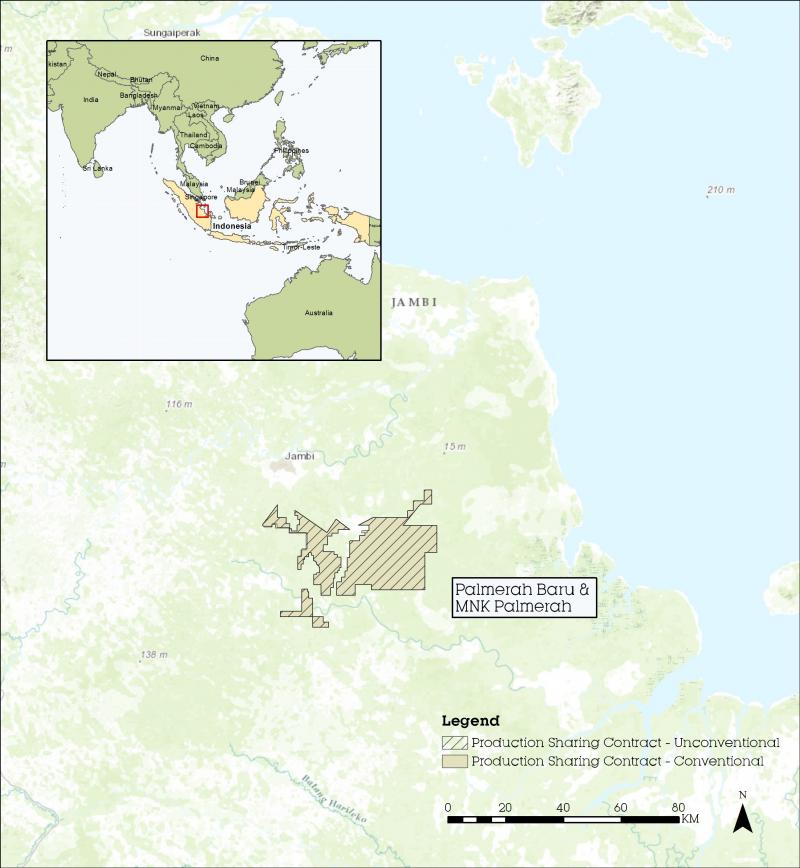 Sungaiperak
China
kistan
Nepal
Bhutan
India
Bangladesh
Myanmar
Vietnam
Laos
Thailand
Cambodia
Philippines
Sri Lanka
Malaysia
Brunei
Malaysia
Singapore
Indonesia
Timor-Leste
Australia
210 m
JAMBI
116 m
15 m
Jambi
Palmerah Baru &
MNK Palmerah
138 m
Legend
Production Sharing Contract - Unconventional
Production Sharing Contract - Conventional
Batang Harileko
0 20 40 60 80
KM
N